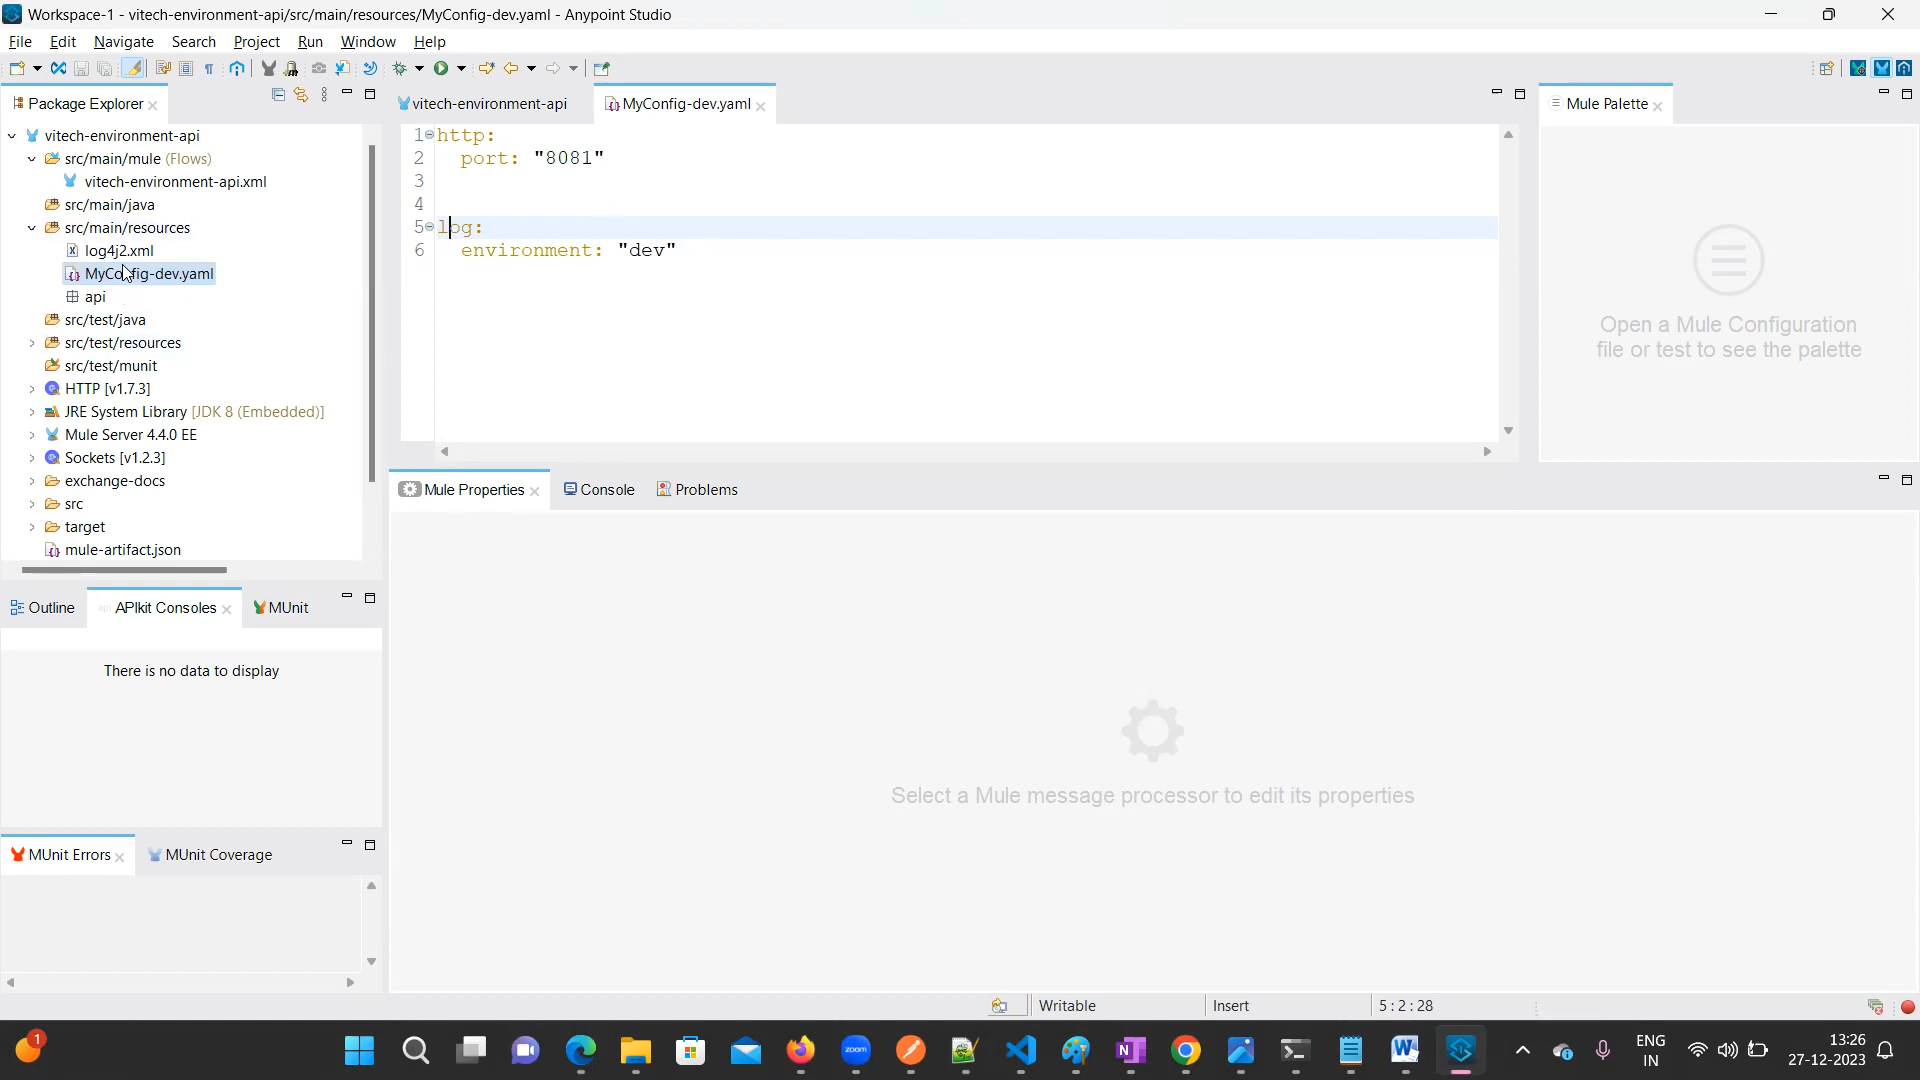 Workspace-1 - vitech-environment-api/src/main/resources/MyConfig-dev.yaml - Anypoint Studio
File Edit Navigate Search Project Run Window Help
Package Explorer
vitech-environment-api
src/main/mule (Flows)
vitech-environment-api.xml
src/main/java
src/main/resources
log4j2.xml
MyConfig-dev.yaml
api
src/test/java
src/test/resources
src/test/munit
HTTP [v1.7.3]
JRE System Library [JDK 8 (Embedded)]
Mule Server 4.4.0 EE
Sockets [v1.2.3]
exchange-docs
src
target
mule-artifact.json
vitech-environment-api MyConfig-dev.yaml
1 http:
2 port: "8081"
3
4
5 log:
6 environment: "dev"
Mule Palette
Open a Mule Configuration
file or test to see the palette
Mule Properties Console Problems
Select a Mule message processor to edit its properties
Outline APIkit Consoles MUnit
There is no data to display
MUnit Errors MUnit Coverage
Writable Insert 5 : 2 : 28
1
zoom
ENG
IN
13:26
27-12-2023